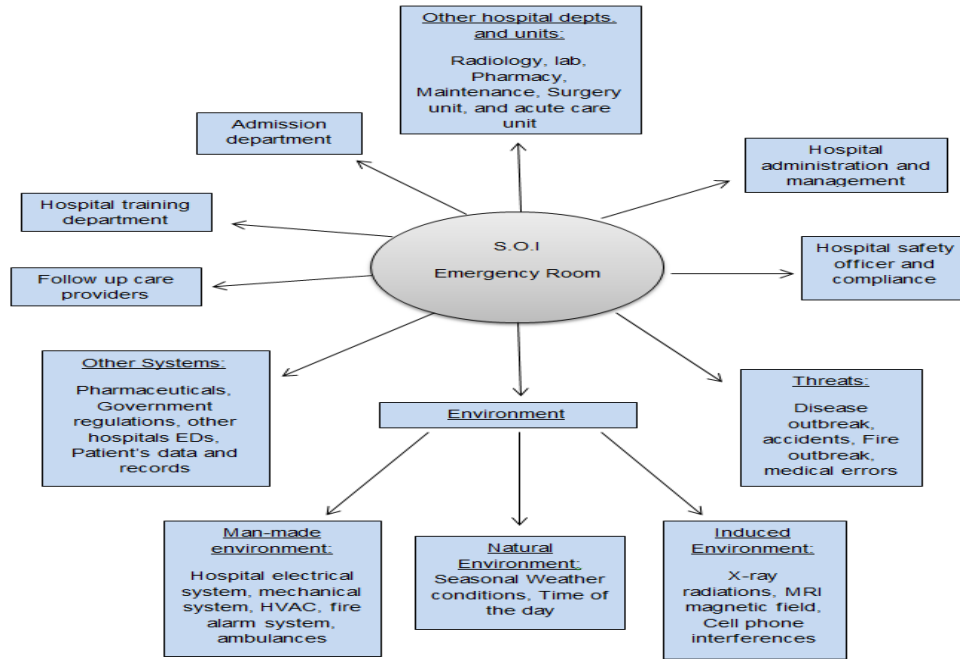 Other hospital depts.
and units:
Radiology, lab,
Pharmacy,
Maintenance, Surgery
unit, and acute care
unit
Admission
department
Hospital
administration and
management
Hospital training
department
S.O.I
Emergency Room
Hospital safety
officer and
compliance
Follow up care
providers
Other Systems:
Pharmaceuticals,
Government
regulations, other
hospitals EDs,
Patient's data and
records
Environment
Threats:
Disease
outbreak,
accidents, Fire
outbreak,
medical errors
Man-made
environment:
Hospital electrical
system, mechanical
system, HVAC, fire
alarm system,
ambulances
Natural
Environment:
Seasonal Weather
conditions, Time of
the day
Induced
Environment:
X-ray
radiations, MRI
magnetic field,
Cell phone
interferences